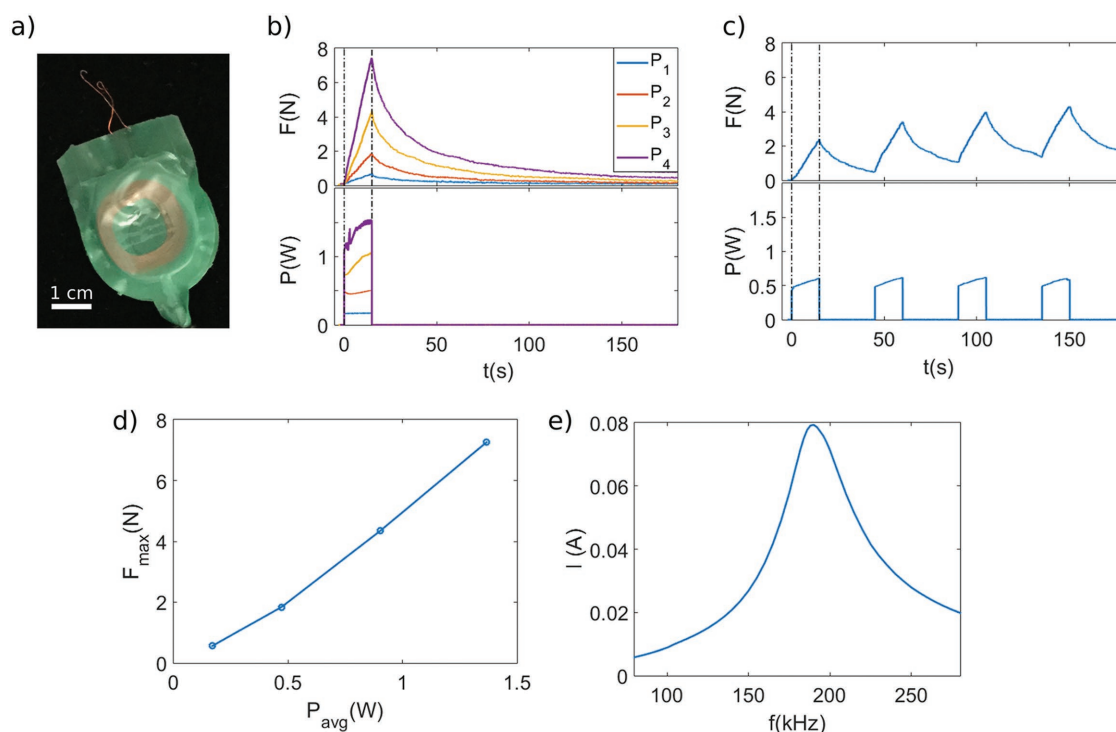 a)
1 cm
b)
F(N)
8
6
4
2
0
P₁
P₂
P₃
P₄
P(W)
1
0
0
50
100
150
t(s)
c)
F(N)
8
6
4
2
0
P(W)
1.5
1
0.5
0
0
50
100
150
t(s)
d)
F_max(N)
8
6
4
2
0
0
0.5
1
1.5
P_avg(W)
e)
I (A)
0.08
0.06
0.04
0.02
0
100
150
200
250
f(kHz)